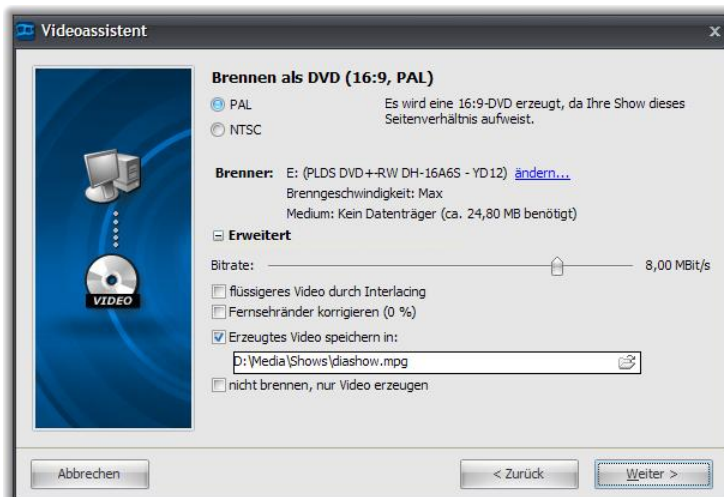 Videoassistent
x
Brennen als DVD (16:9, PAL)
PAL
Es wird eine 16:9-DVD erzeugt, da Ihre Show dieses
Seitenverhältnis aufweist.
NTSC
Brenner: E: (PLDS DVD+-RW DH-16A6S - YD12) ändern...
Brenngeschwindigkeit: Max
Medium: Kein Datenträger (ca. 24,80 MB benötigt)
Erweitert
Bitrate: 8,00 MBit/s
flüssigeres Video durch Interlacing
Fernsehränder korrigieren (0 %)
Erzeugtes Video speichern in:
D:\Media\Shows\diashow.mpg
nicht brennen, nur Video erzeugen
VIDEO
Abbrechen
< Zurück
Weiter >